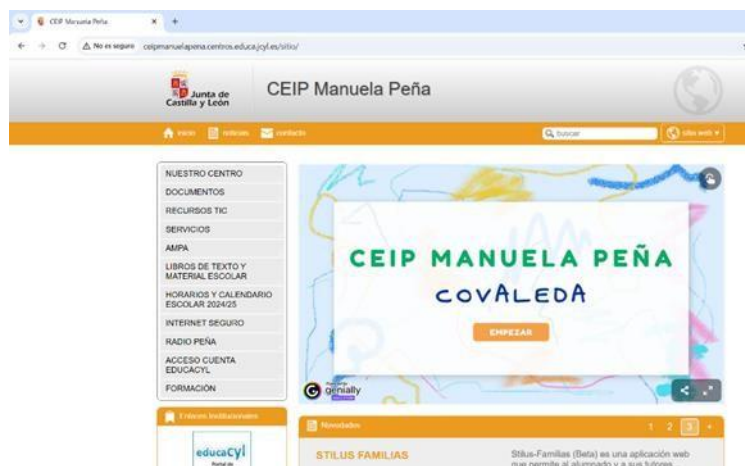 CEIP Manuela Peña
No es seguro ceipmanuelapena.centros.educa.jcyl.es/sitio/
Junta de
Castilla y León
CEIP Manuela Peña
inicio noticias contacto
buscar
sitios web
NUESTRO CENTRO
DOCUMENTOS
RECURSOS TIC
SERVICIOS
AMPA
LIBROS DE TEXTO Y
MATERIAL ESCOLAR
HORARIOS Y CALENDARIO
ESCOLAR 2024/25
INTERNET SEGURO
RADIO PEÑA
ACCESO CUENTA
EDUCACYL
FORMACIÓN
CEIP MANUELA PEÑA
COVALEDA
EMPEZAR
genially
Enlaces Institucionales
educacyl
Portal de
Novedades
1 2 3
STILUS FAMILIAS
Stilus-Familias (Beta) es una aplicación web
que permite al alumnado y a sus tutores